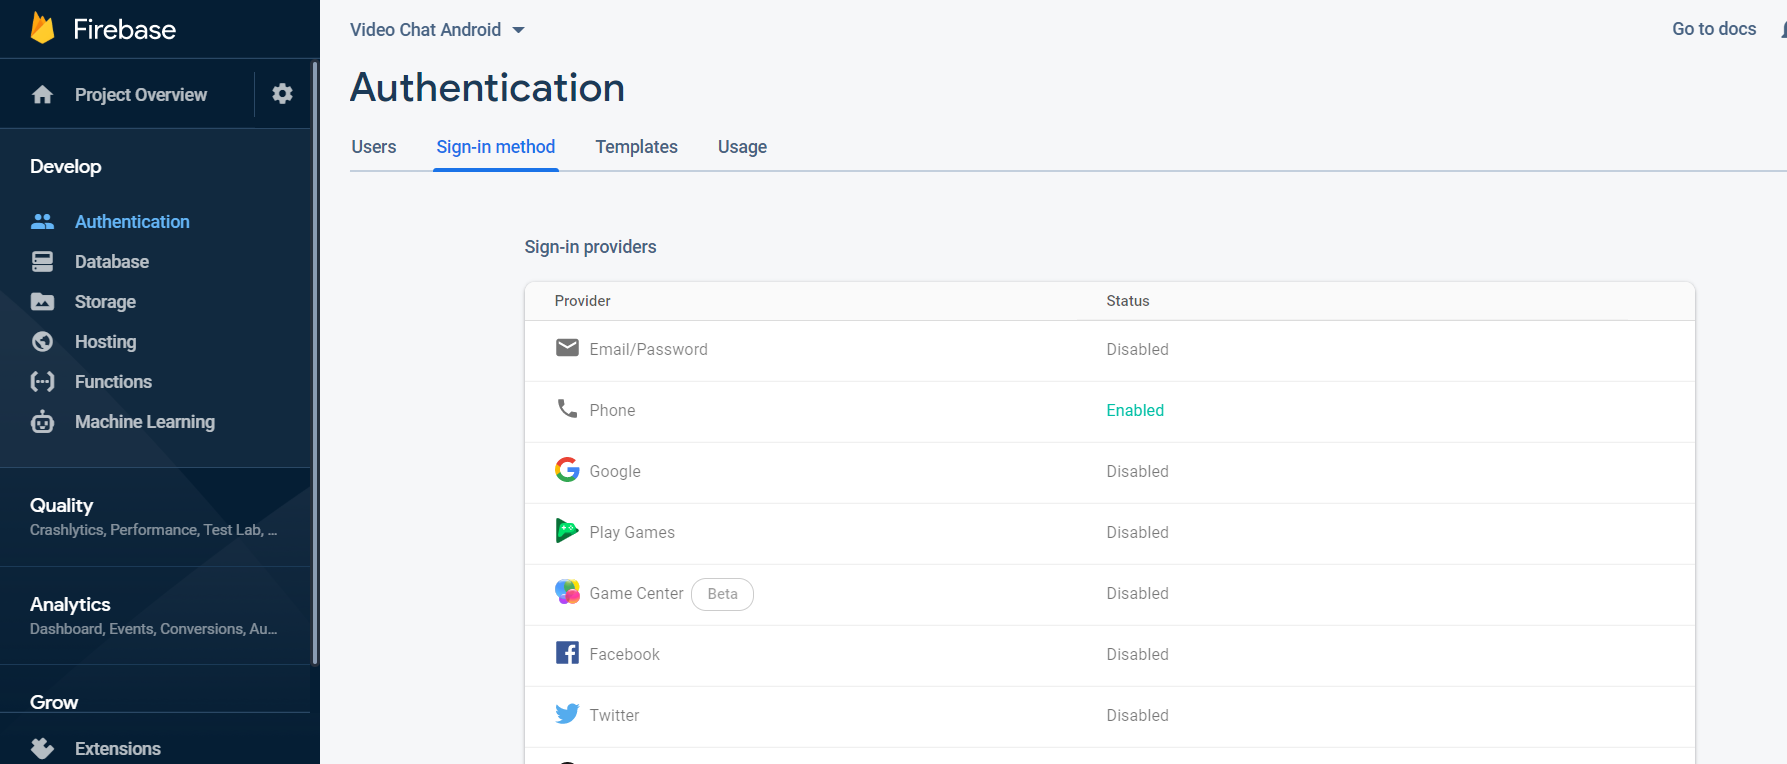 Firebase
Project Overview
Develop
Authentication
Database
Storage
Hosting
Functions
Machine Learning
Quality
Crashlytics, Performance, Test Lab, ...
Analytics
Dashboard, Events, Conversions, Au...
Grow
Extensions
Video Chat Android
Go to docs
Authentication
Users Sign-in method Templates Usage
Sign-in providers
Provider Status
Email/Password Disabled
Phone Enabled
Google Disabled
Play Games Disabled
Game Center Beta Disabled
Facebook Disabled
Twitter Disabled